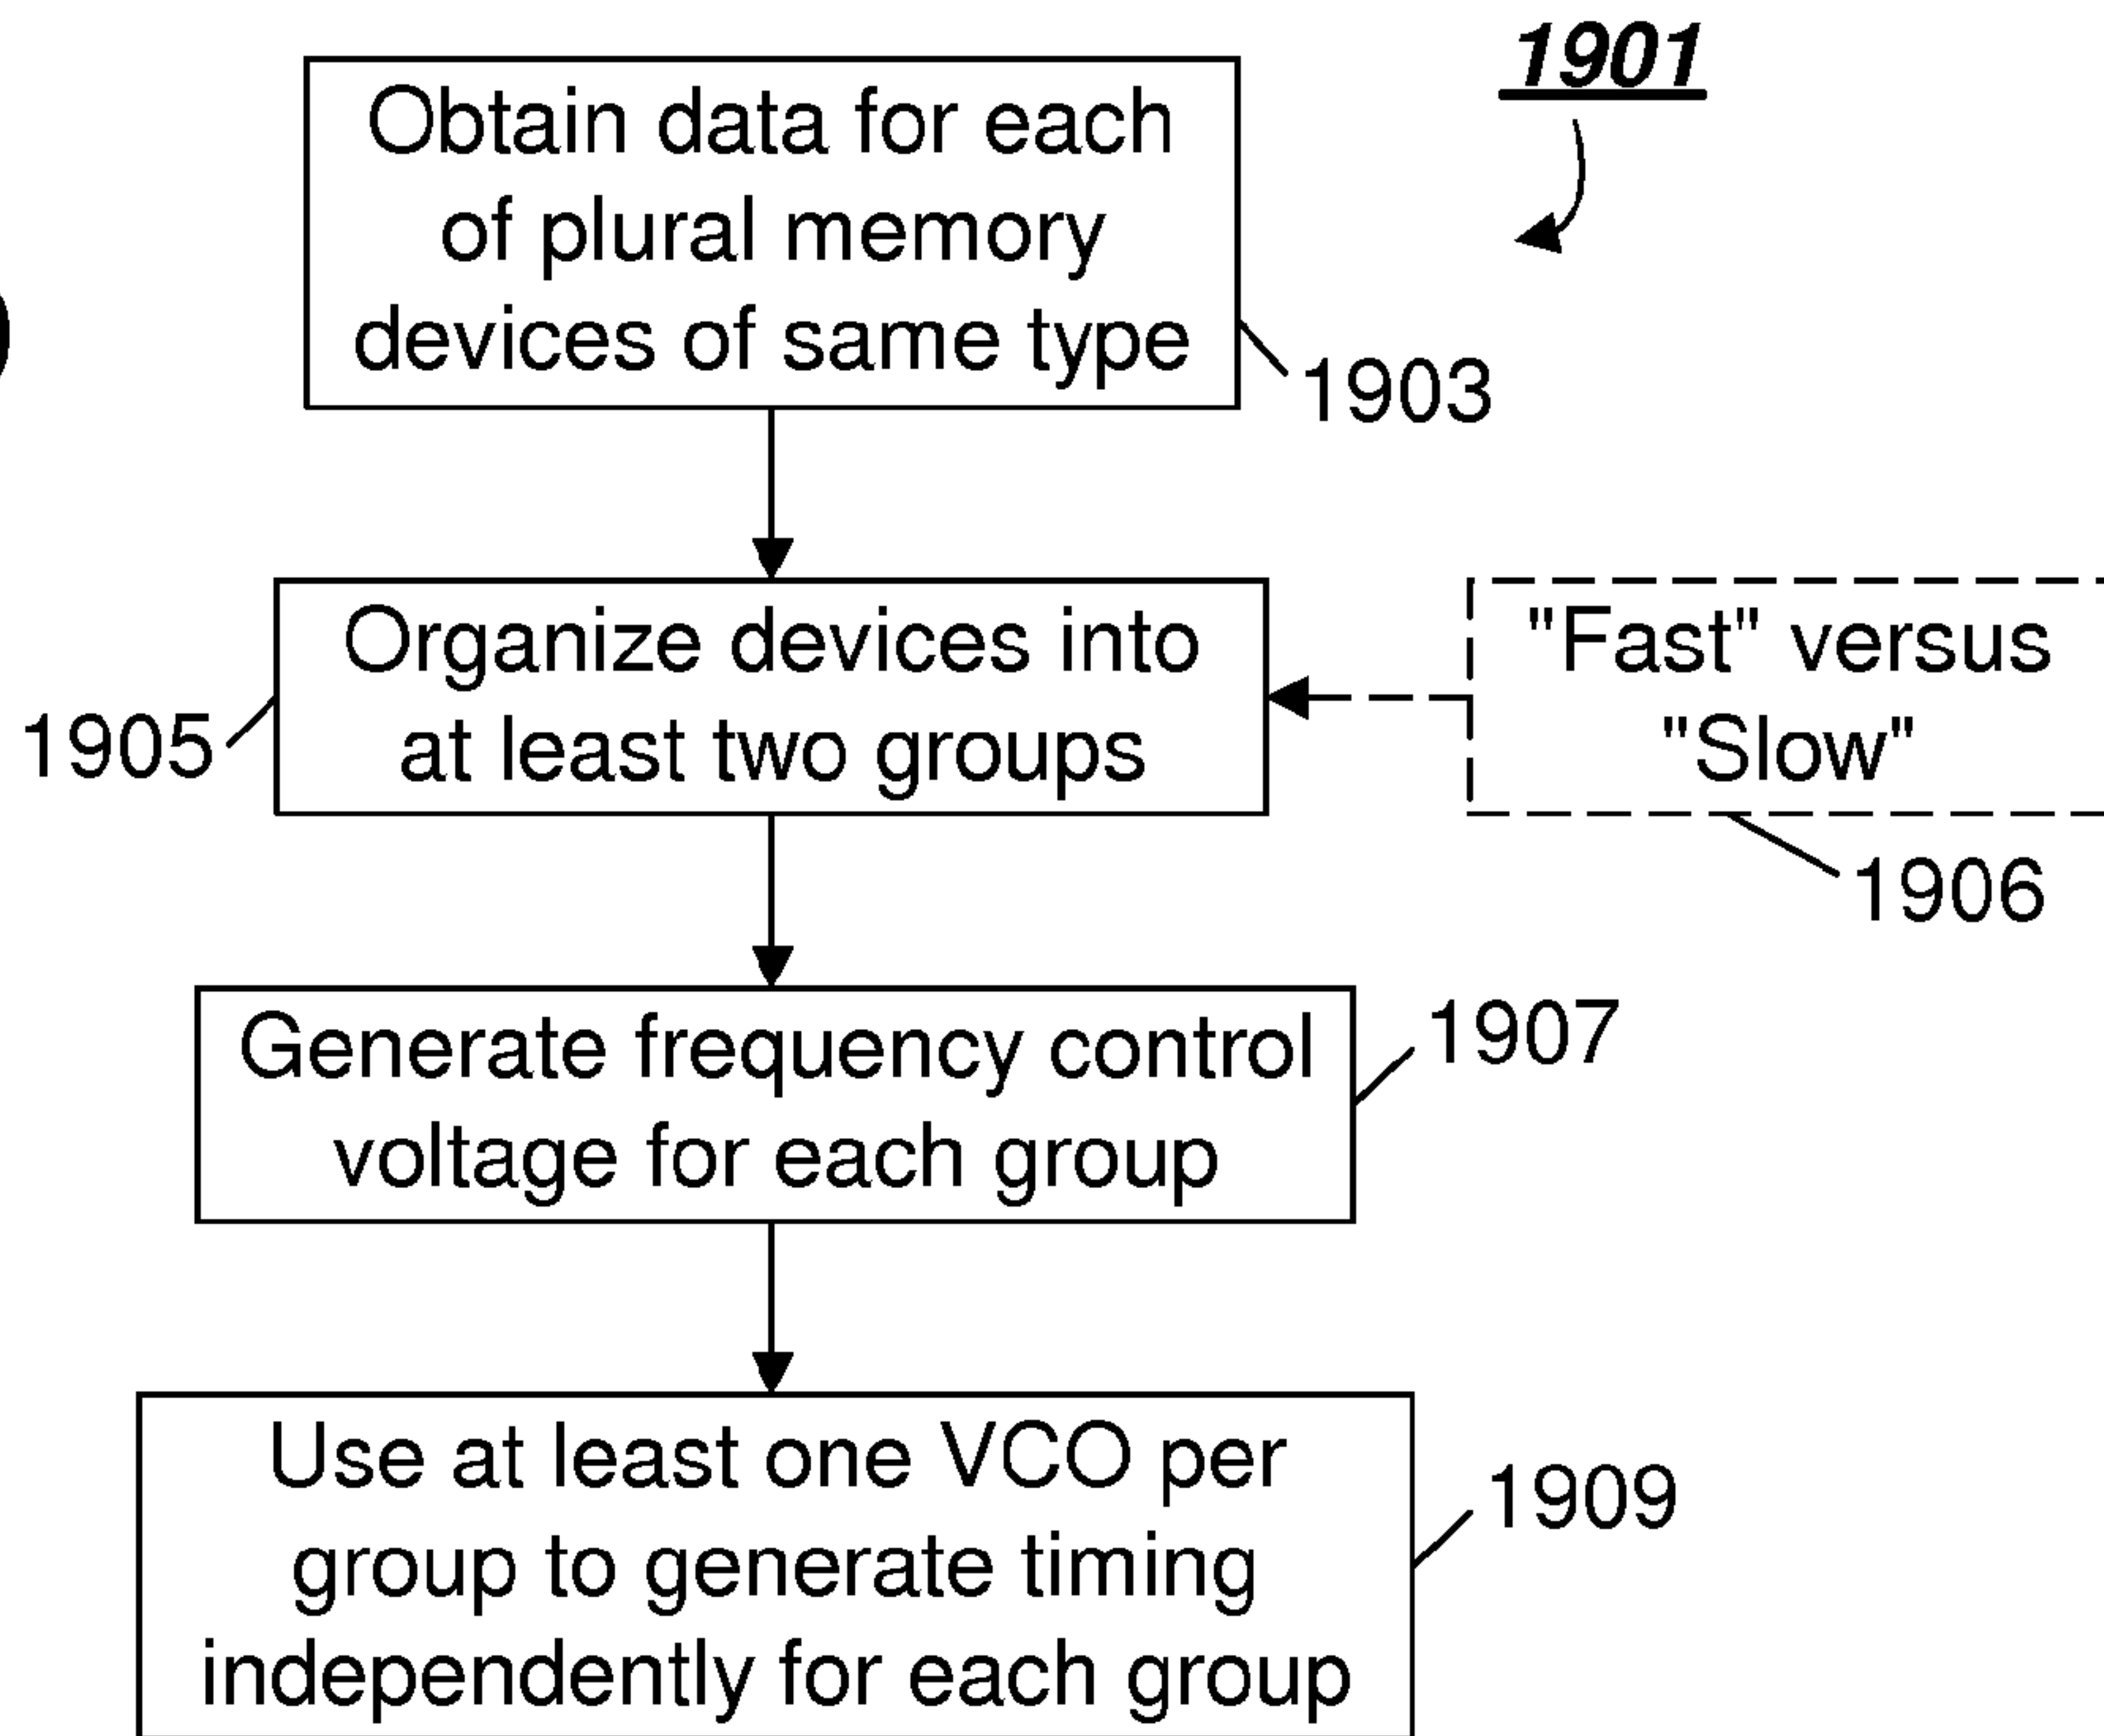 1901
Obtain data for each
of plural memory
devices of same type
1903
Organize devices into
at least two groups
1905
"Fast" versus
"Slow"
1906
Generate frequency control
voltage for each group
1907
Use at least one VCO per
group to generate timing
independently for each group
1909